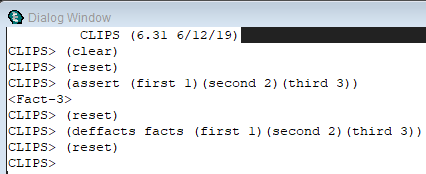 Dialog Window
CLIPS (6.31 6/12/19)
CLIPS> (clear)
CLIPS> (reset)
CLIPS> (assert (first 1)(second 2)(third 3))
<Fact-3>
CLIPS> (reset)
CLIPS> (deffacts facts (first 1)(second 2)(third 3))
CLIPS> (reset)
CLIPS>